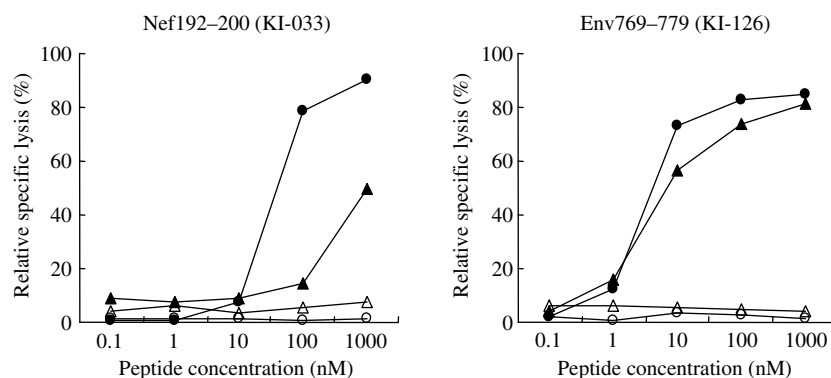 Nef192–200 (KI-033)
Relative specific lysis (%)
100
80
60
40
20
0
0.1 1 10 100 1000
Peptide concentration (nM)
Env769–779 (KI-126)
Relative specific lysis (%)
100
80
60
40
20
0
0.1 1 10 100 1000
Peptide concentration (nM)